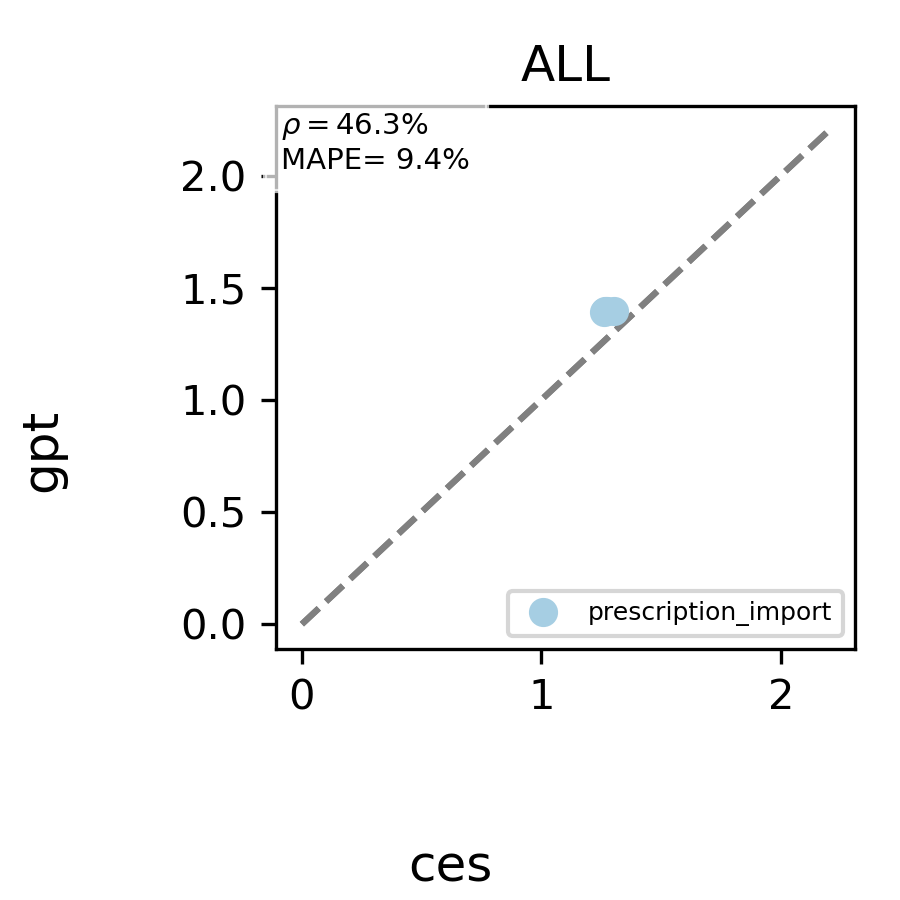 ALL
ρ = 46.3%
MAPE= 9.4%
2.0
1.5
1.0
0.5
0.0
gpt
prescription_import
0 1 2
ces